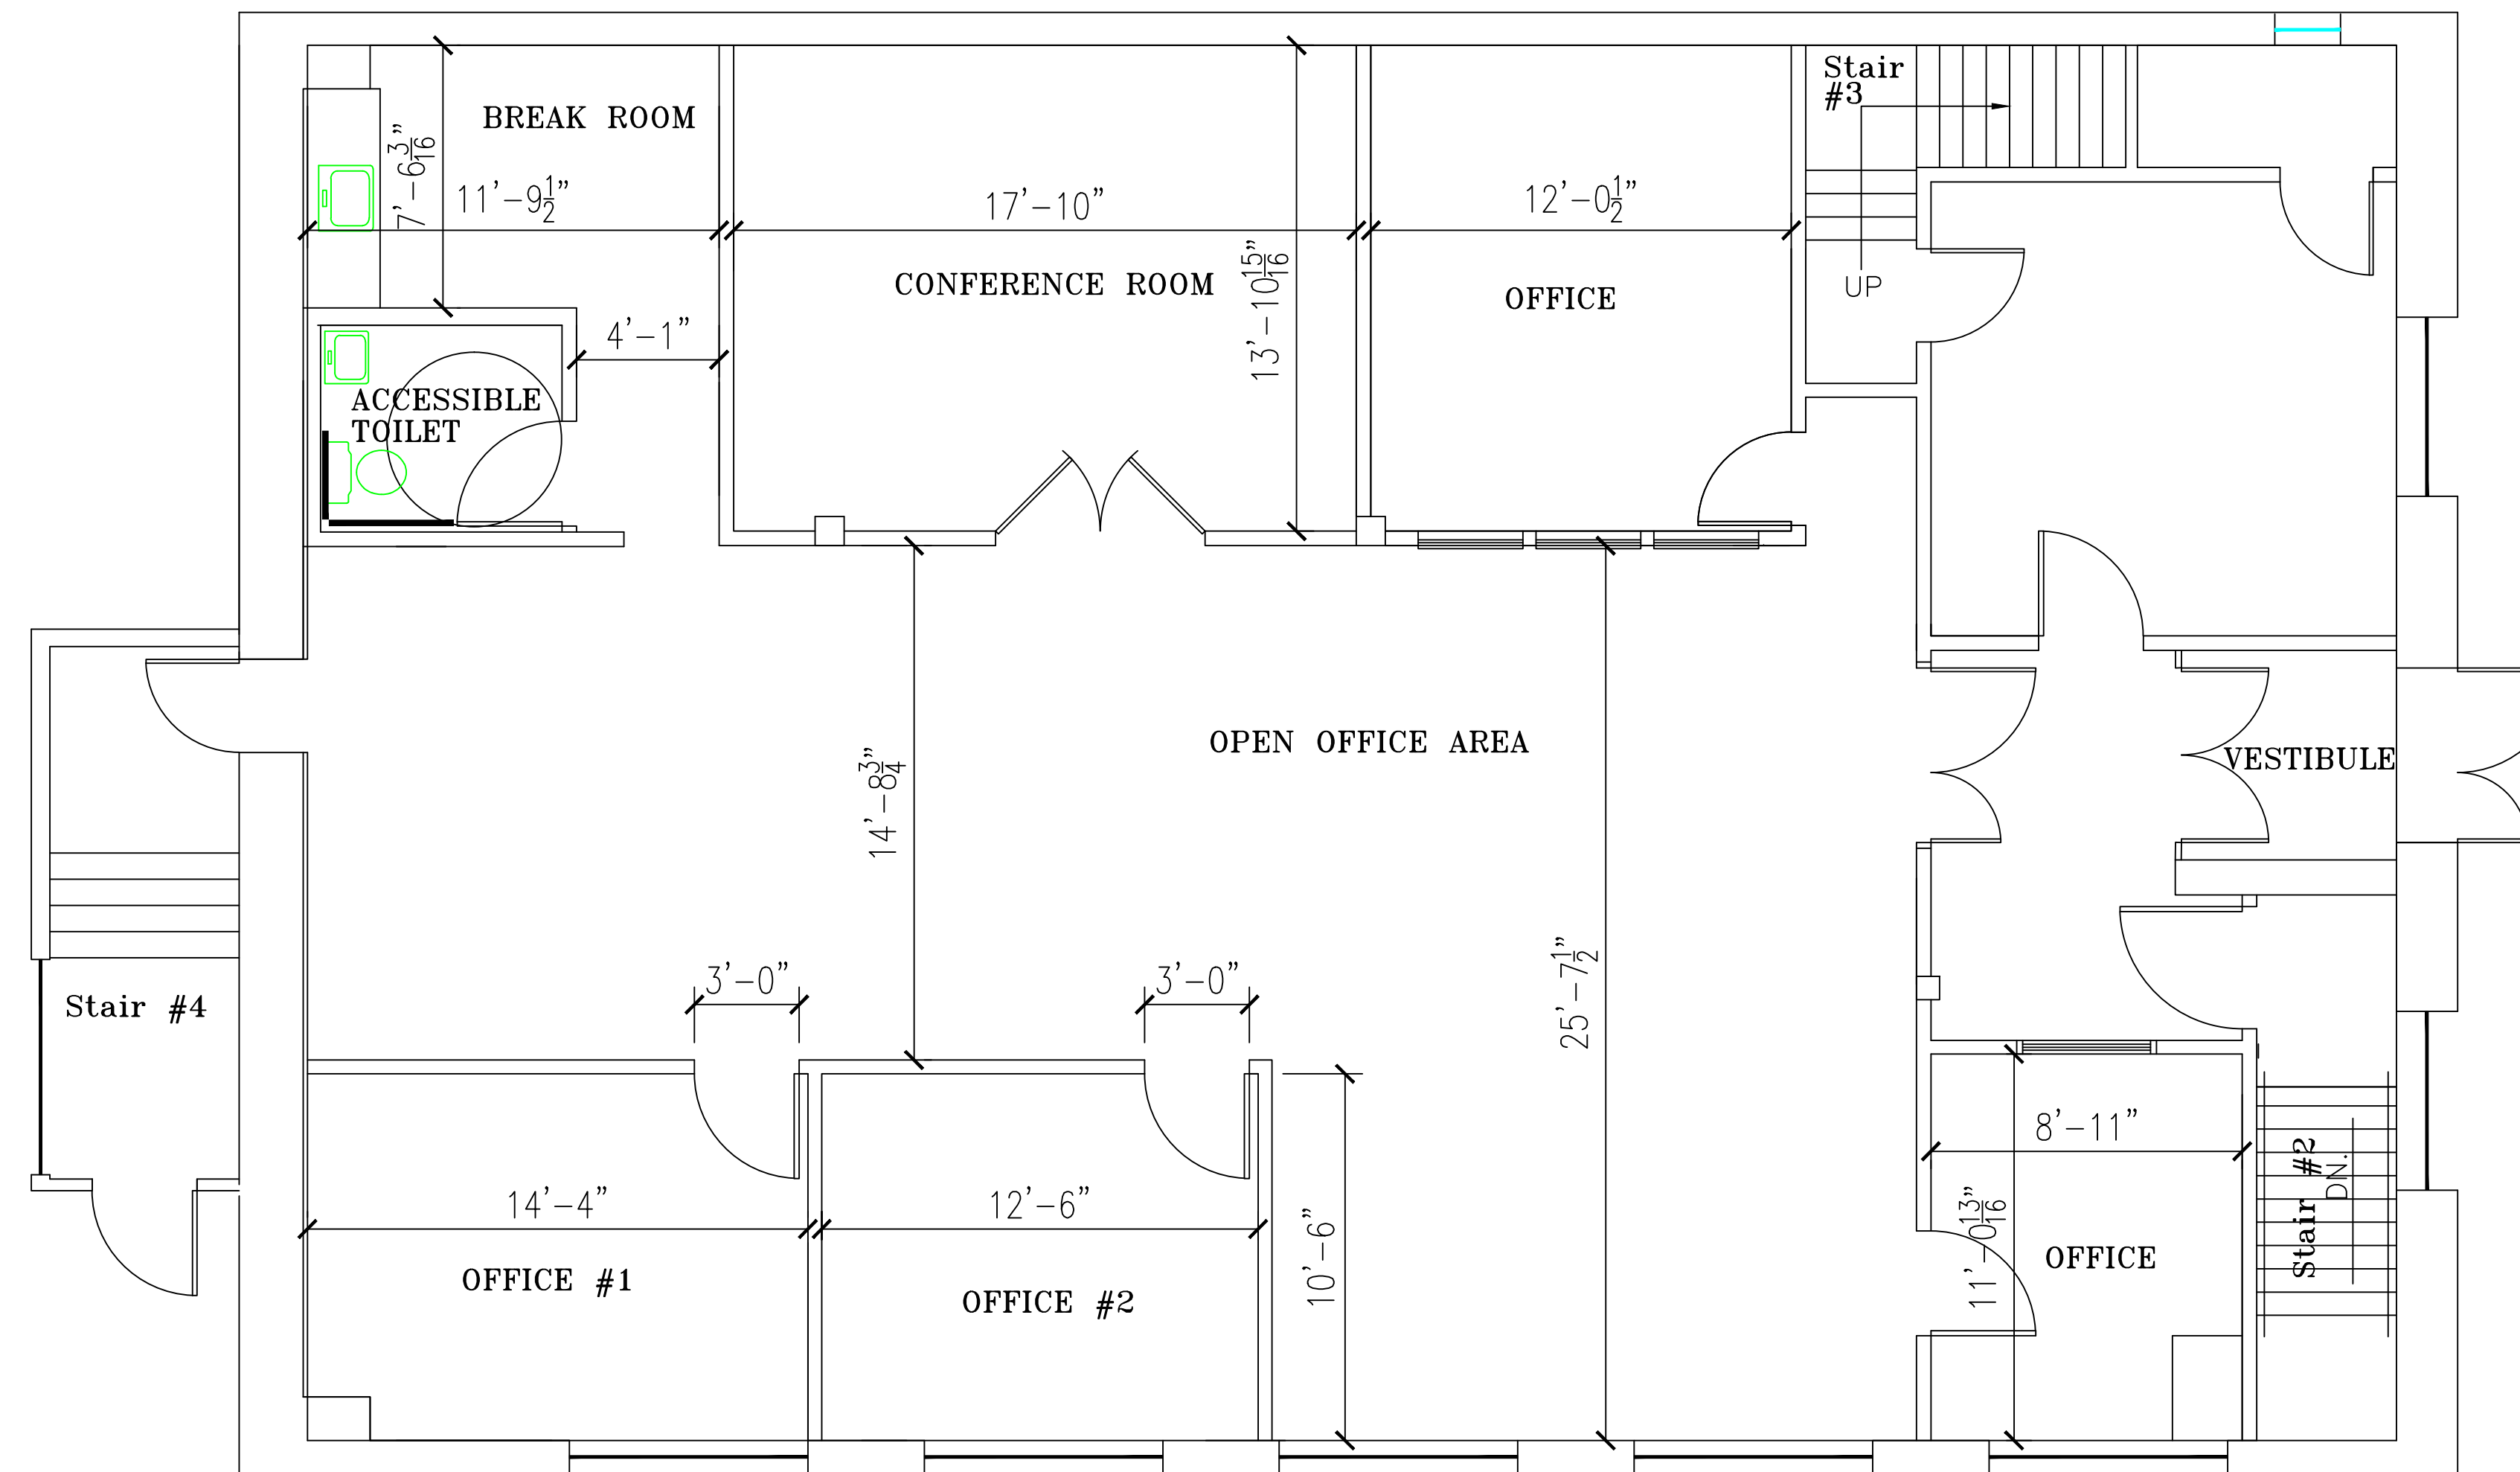 Stair
#3
BREAK ROOM
7'-6 3/16"
11'-9 1/2"
17'-10"
12'-0 1/2"
CONFERENCE ROOM
13'-10 15/16"
OFFICE
UP
4'-1"
ACCESSIBLE
TOILET
OPEN OFFICE AREA
VESTIBULE
14'-8 3/4"
3'-0"
3'-0"
25'-7 1/2"
Stair #4
8'-11"
Stair #2
DN.
14'-4"
12'-6"
10'-6"
11'-0 13/16"
OFFICE
OFFICE #1
OFFICE #2